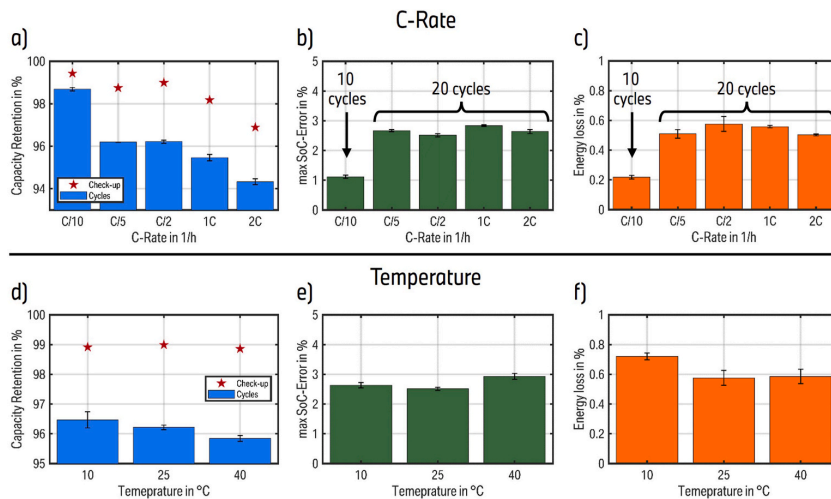 C-Rate
a)
Capacity Retention in %
100
98
96
94
Check-up
Cycles
C/10 C/5 C/2 1C 2C
C-Rate in 1/h
b)
max SoC-Error in %
5
4
3
2
1
0
10
cycles
20 cycles
C/10 C/5 C/2 1C 2C
C-Rate in 1/h
c)
Energy loss in %
1
0.8
0.6
0.4
0.2
0
10
cycles
20 cycles
C/10 C/5 C/2 1C 2C
C-Rate in 1/h
Temperature
d)
Capacity Retention in %
100
99
98
97
96
95
Check-up
Cycles
10 25 40
Temeprature in °C
e)
max SoC-Error in %
5
4
3
2
1
0
10 25 40
Temeprature in °C
f)
Energy loss in %
1
0.8
0.6
0.4
0.2
0
10 25 40
Temeprature in °C